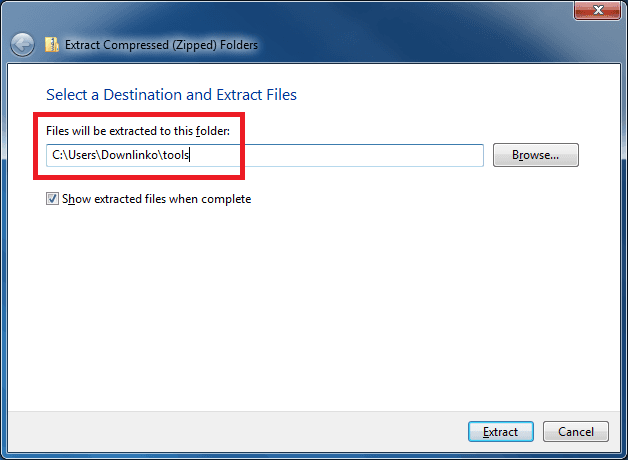 Extract Compressed (Zipped) Folders
Select a Destination and Extract Files
Files will be extracted to this folder:
C:\Users\Downlinko\tools
Browse...
Show extracted files when complete
Extract
Cancel